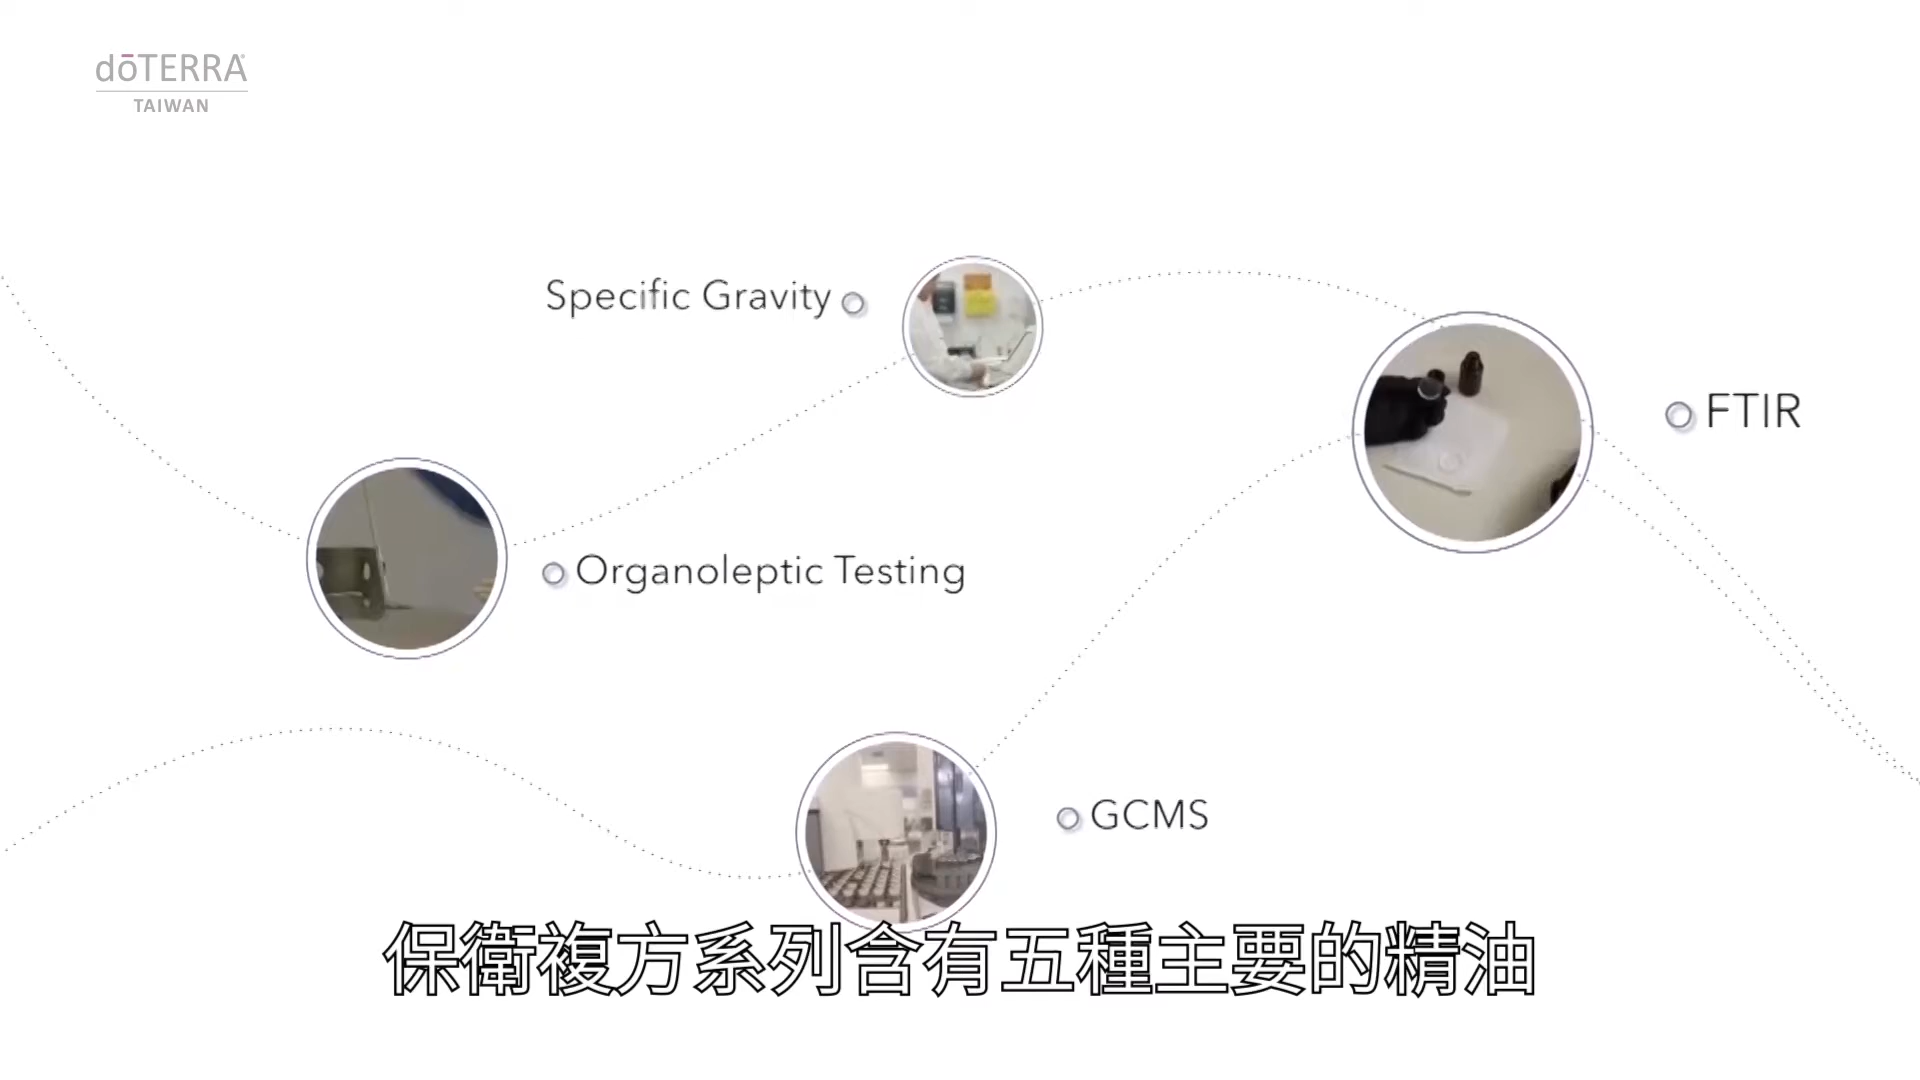 dōTERRA
TAIWAN
Specific Gravity
FTIR
Organoleptic Testing
GCMS
保衛複方系列含有五種主要的精油